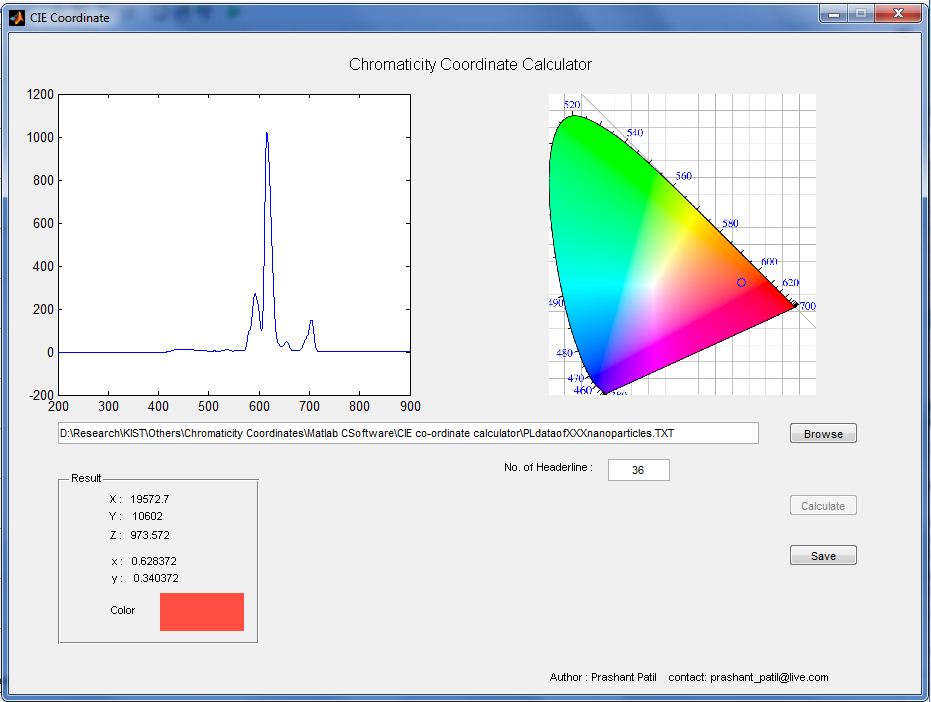 CIE Coordinate
Chromaticity Coordinate Calculator
1200
1000
800
600
400
200
0
-200
200 300 400 500 600 700 800 900
520
540
560
580
600
620
700
490
480
470
460
D:\Research\KIST\Others\Chromaticity Coordinates\Matlab CSoftware\CIE co-ordinate calculator\PLdataofXXXnanoparticles.TXT
Browse
No. of Headerline :
36
Calculate
Save
Result
X : 19572.7
Y : 10602
Z : 973.572
x : 0.628372
y : 0.340372
Color
Author : Prashant Patil contact: prashant_patil@live.com